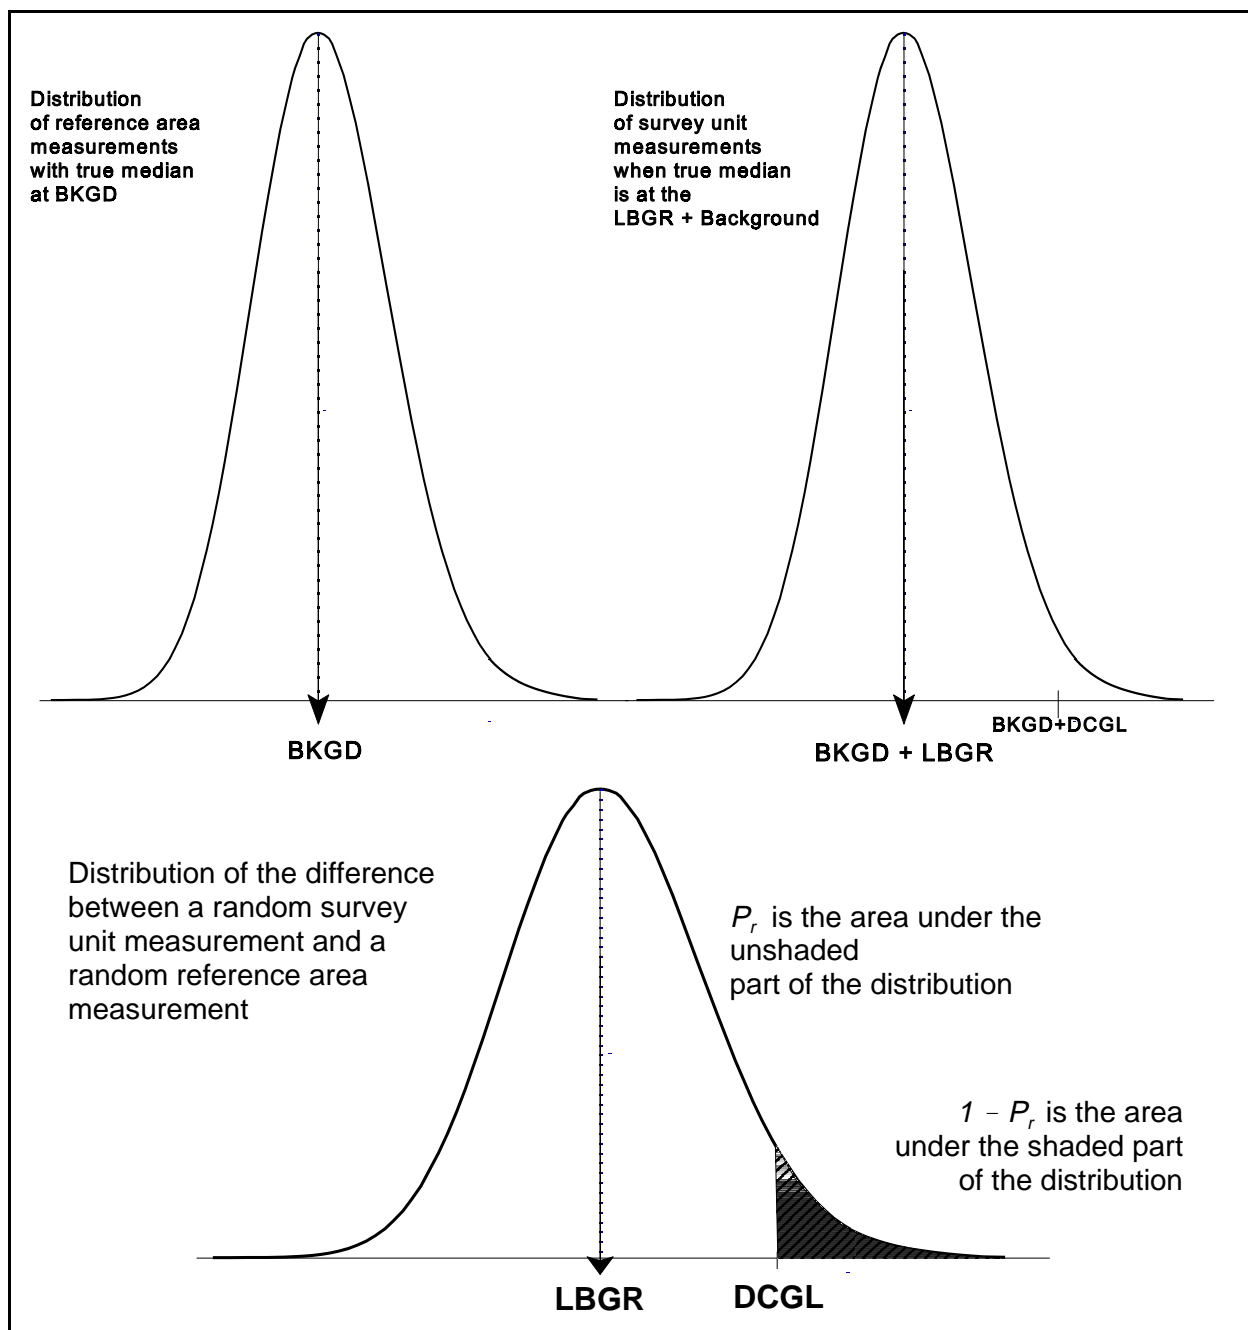 Distribution
of reference area
measurements
with true median
at BKGD
Distribution
of survey unit
measurements
when true median
is at the
LBGR + Background
BKGD
BKGD + LBGR
BKGD+DCGL
Distribution of the difference
between a random survey
unit measurement and a
random reference area
measurement
P_r is the area under the
unshaded
part of the distribution
1 − P_r is the area
under the shaded part
of the distribution
LBGR
DCGL